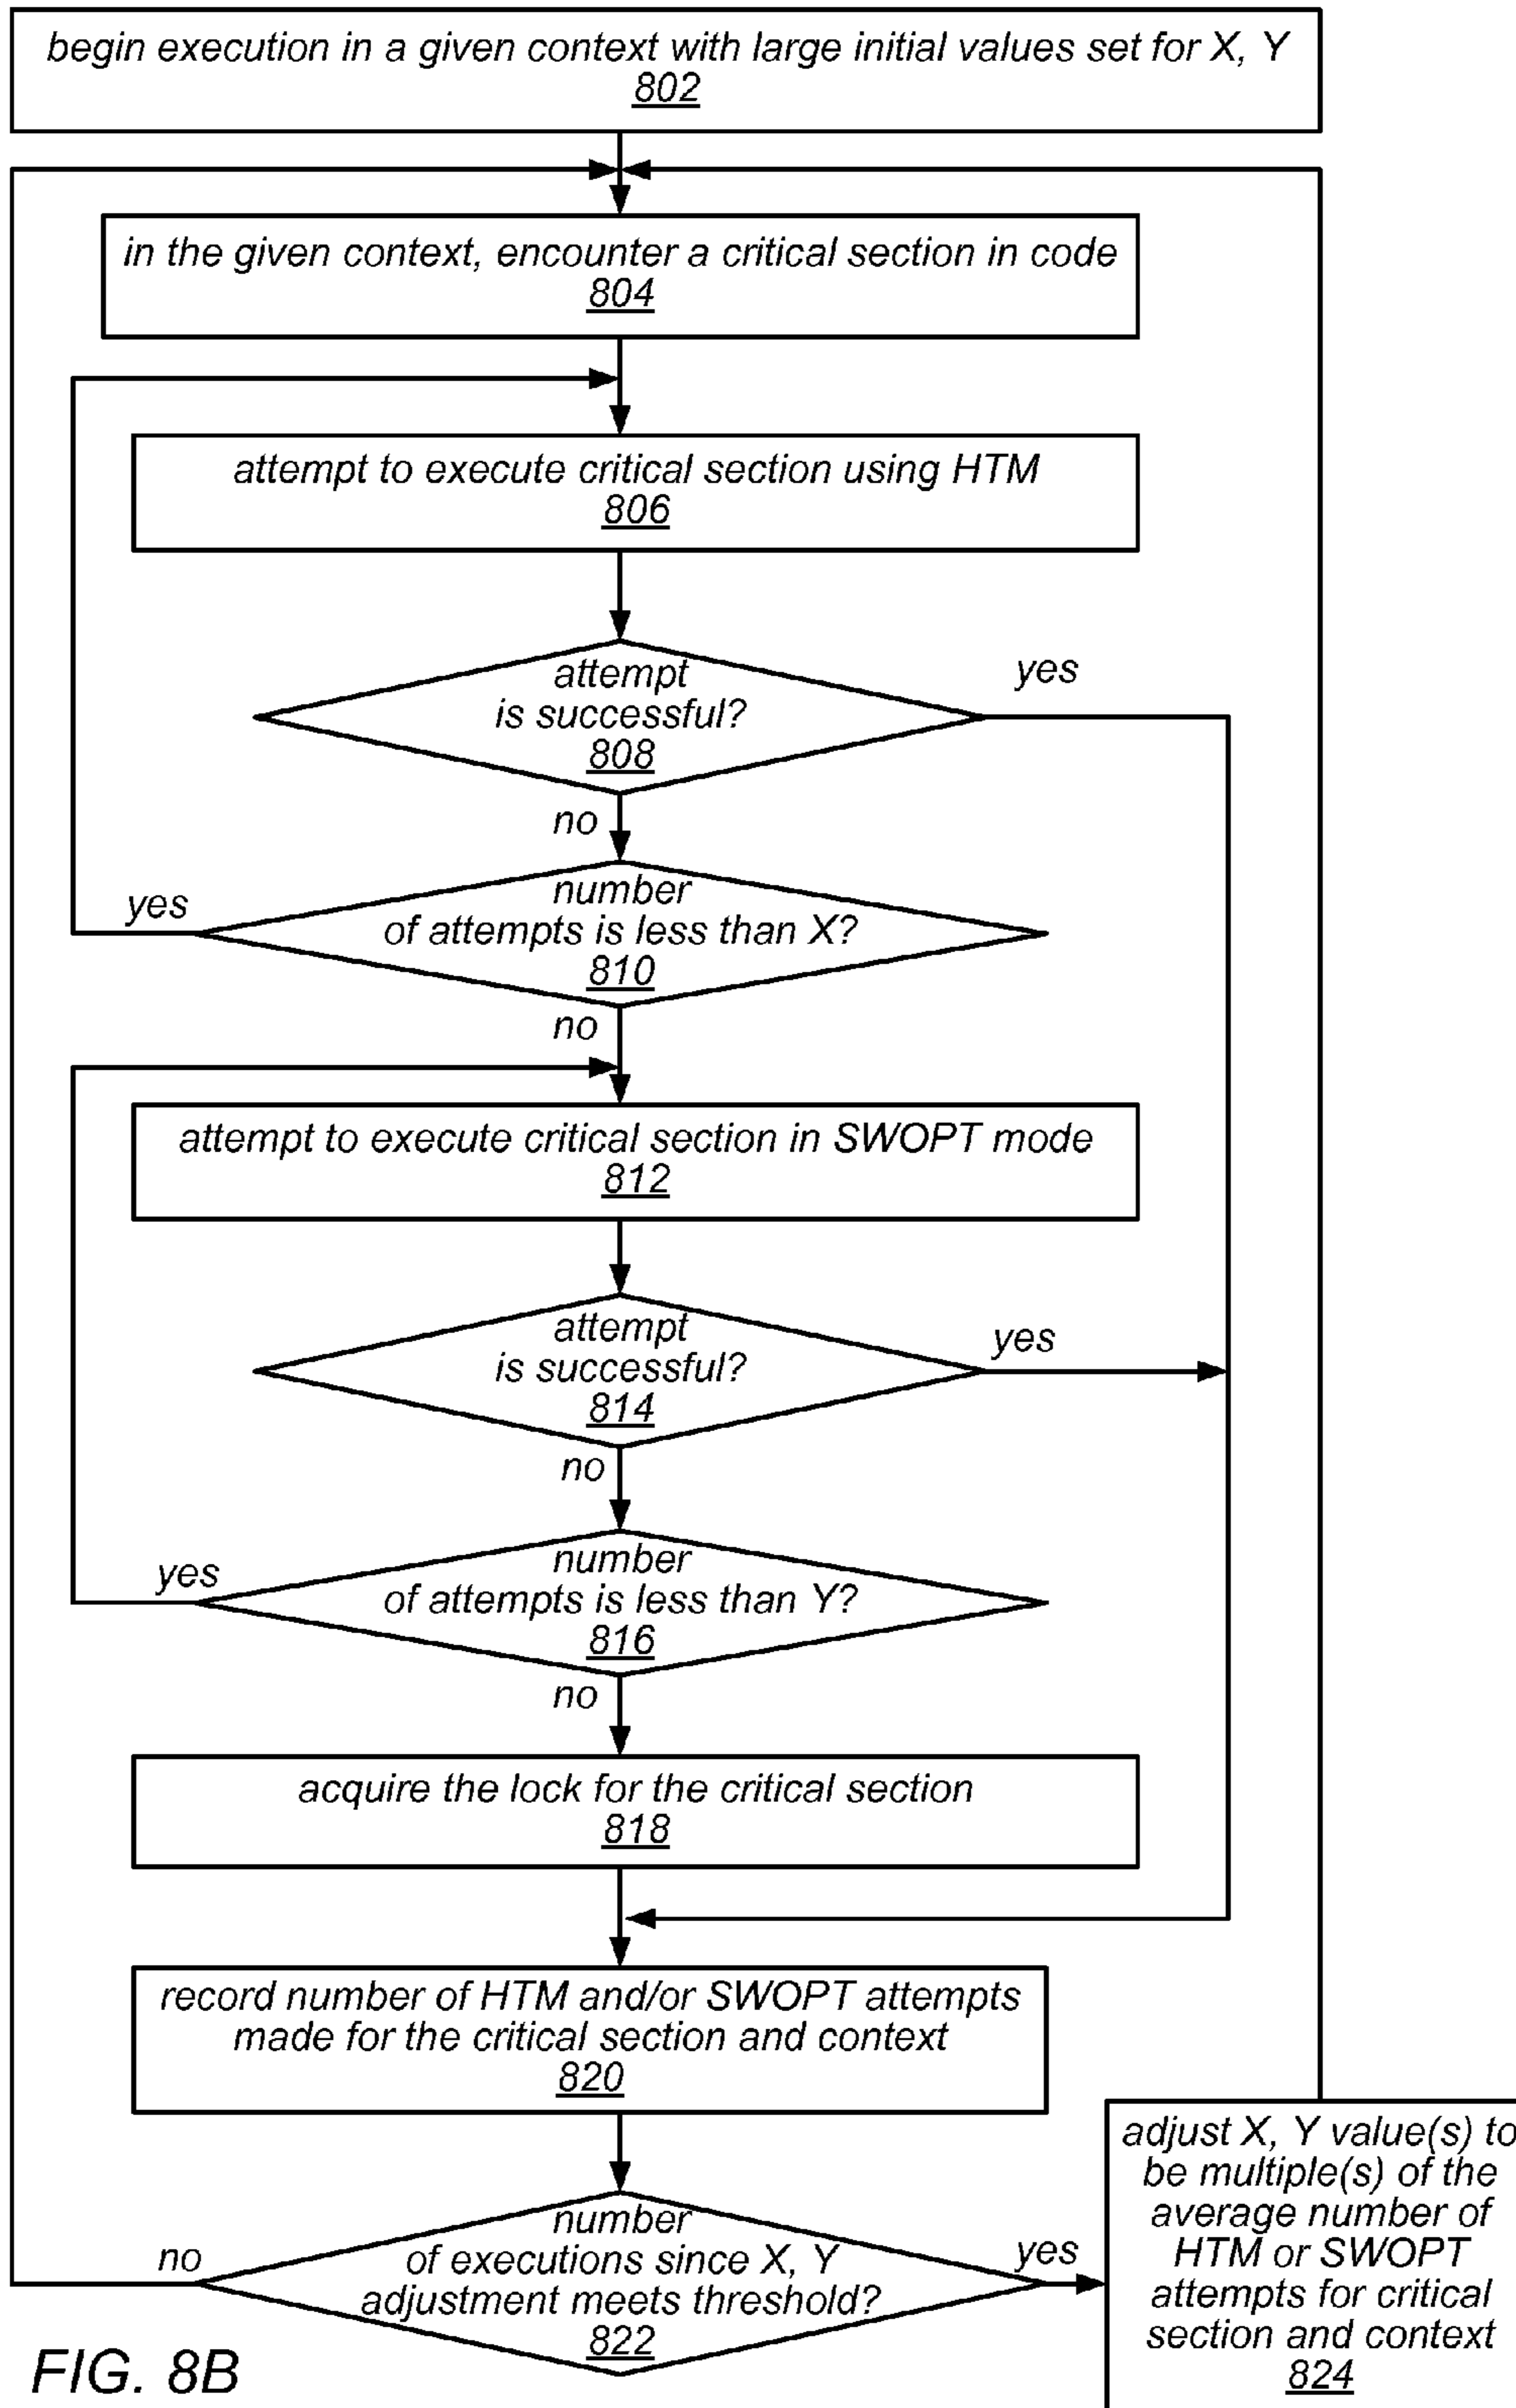 begin execution in a given context with large initial values set for X, Y
802
in the given context, encounter a critical section in code
804
attempt to execute critical section using HTM
806
attempt
is successful?
808
yes
no
number
of attempts is less than X?
810
yes
no
attempt to execute critical section in SWOPT mode
812
attempt
is successful?
814
yes
no
number
of attempts is less than Y?
816
yes
no
acquire the lock for the critical section
818
record number of HTM and/or SWOPT attempts
made for the critical section and context
820
number
of executions since X, Y
adjustment meets threshold?
822
no
yes
adjust X, Y value(s) to
be multiple(s) of the
average number of
HTM or SWOPT
attempts for critical
section and context
824
FIG. 8B